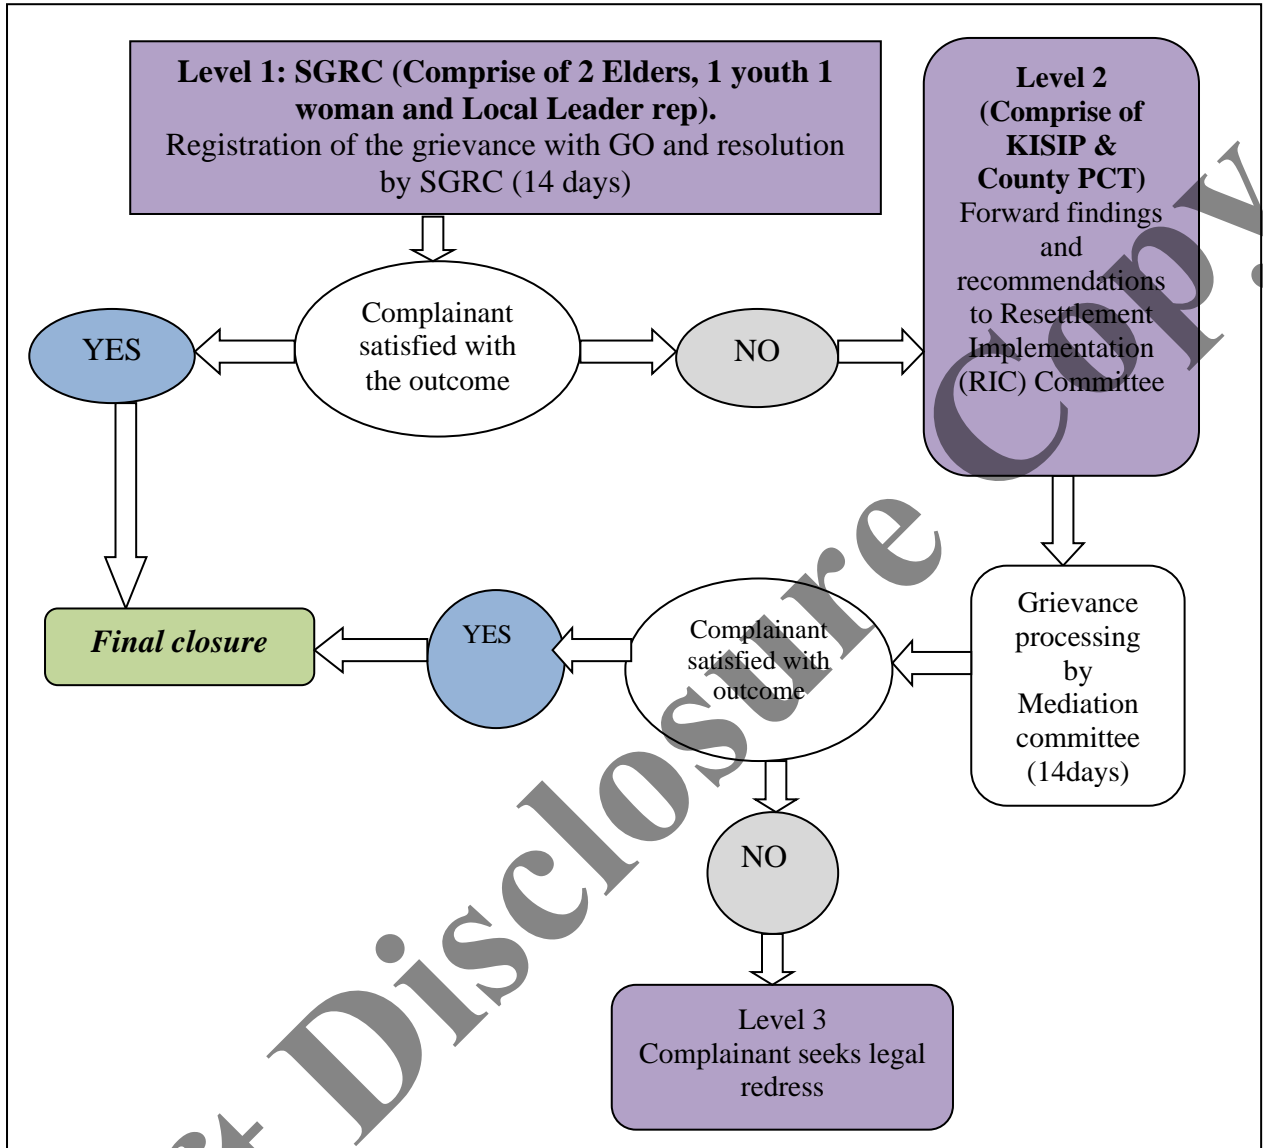 Level 1: SGRC (Comprise of 2 Elders, 1 youth 1
woman and Local Leader rep).
Registration of the grievance with GO and resolution
by SGRC (14 days)
Level 2
(Comprise of
KISIP &
County PCT)
Forward findings
and
recommendations
to Resettlement
Implementation
(RIC) Committee
Complainant
satisfied with
the outcome
YES
NO
Final closure
YES
Complainant
satisfied with
outcome
Grievance
processing
by
Mediation
committee
(14days)
NO
Level 3
Complainant seeks legal
redress
Disclosure Copy